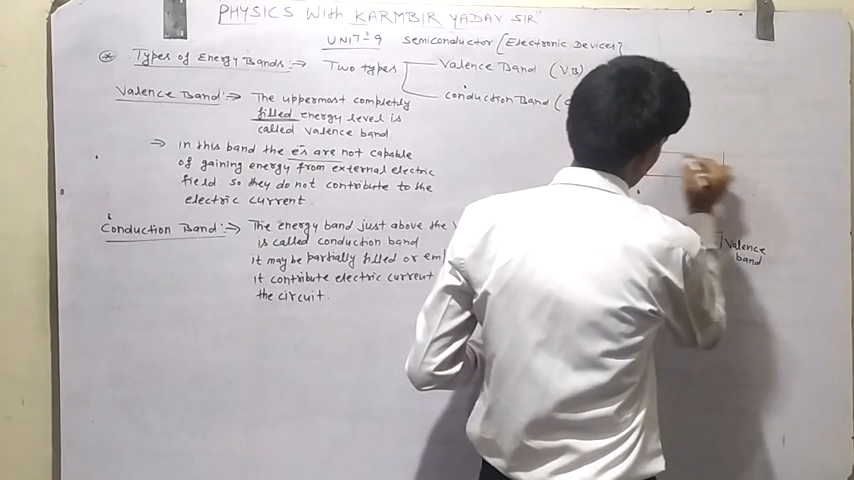 PHYSICS With KARMBIR YADAV SIR
UNIT-9 Semiconductor [Electronic Devices]
* Types of Energy Bands :⇒ Two types
Valence Band (VB)
conduction Band (
Valence Band :⇒ The uppermost completly
filled energy level is
called Valence band.
⇒ in this band the e⁻s are not capable
of gaining energy from external electric
field so they do not contribute to the
electric current.
Conduction Band :⇒ The energy band just above the
is called conduction band
it may be partially filled or em
it contribute electric current
the circuit.
Valence
band